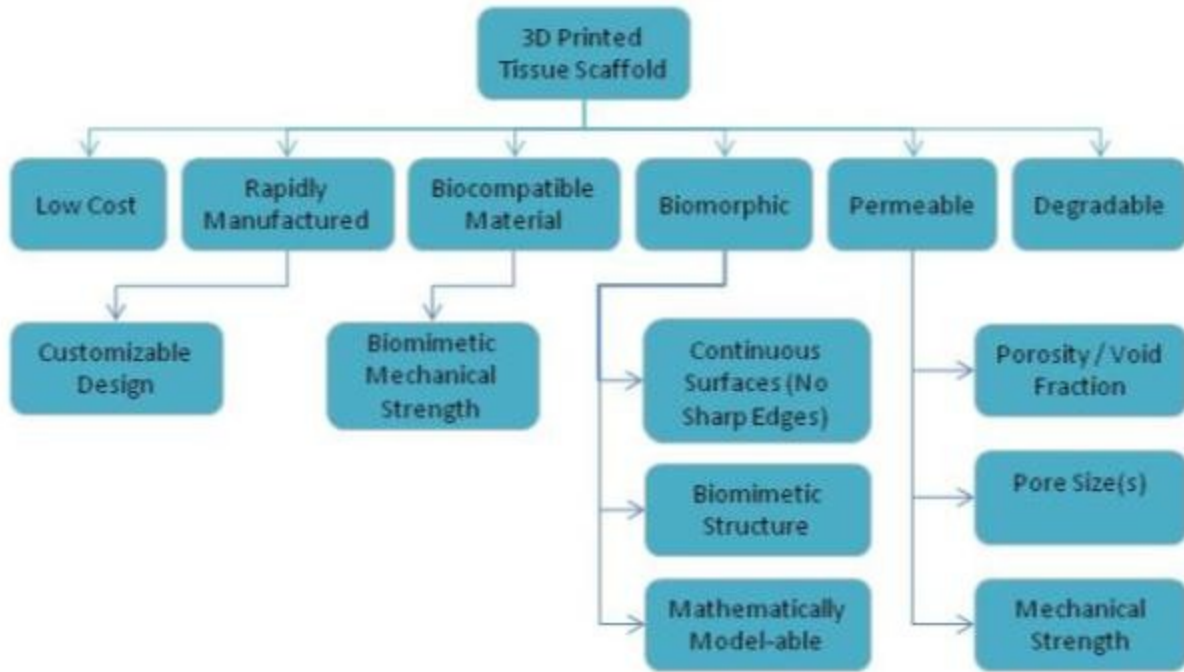 3D Printed
Tissue Scaffold
Low Cost
Rapidly
Manufactured
Biocompatible
Material
Biomorphic
Permeable
Degradable
Customizable
Design
Biomimetic
Mechanical
Strength
Continuous
Surfaces (No
Sharp Edges)
Porosity / Void
Fraction
Biomimetic
Structure
Pore Size(s)
Mathematically
Model-able
Mechanical
Strength